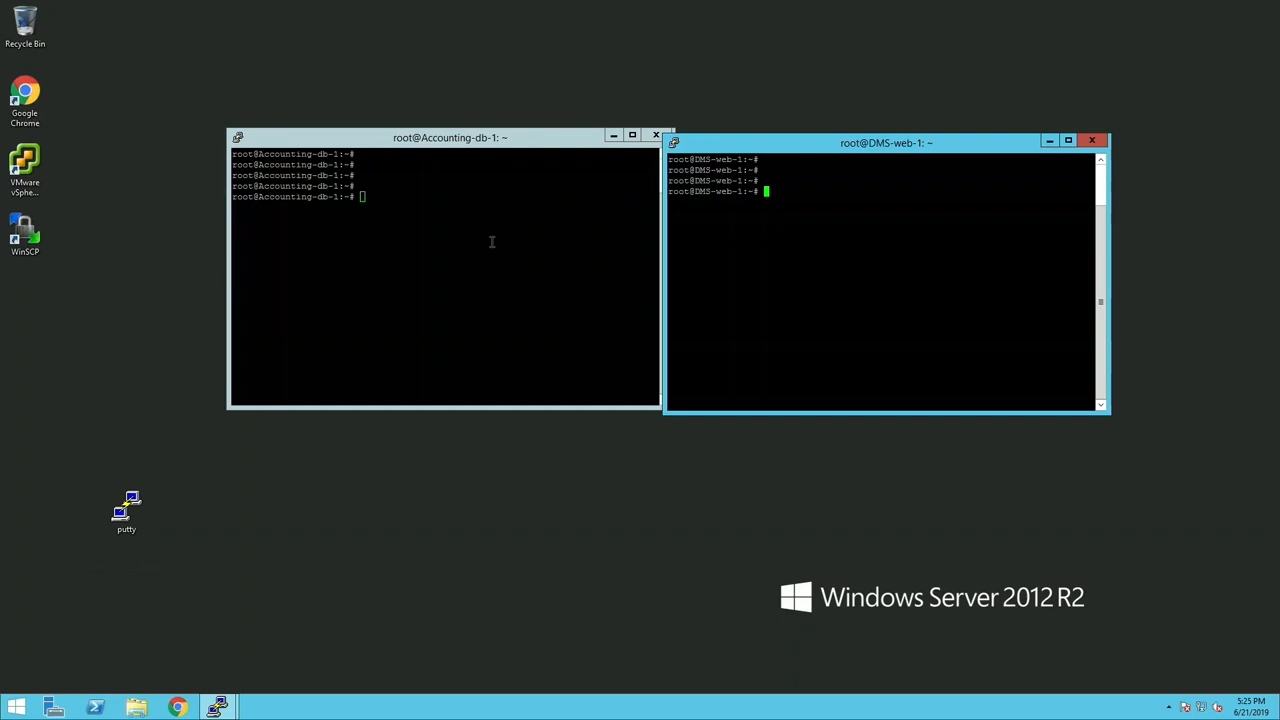 Recycle Bin
Google
Chrome
VMware
vSphe...
WinSCP
putty
root@Accounting-db-1: ~
root@Accounting-db-1:~#
root@Accounting-db-1:~#
root@Accounting-db-1:~#
root@Accounting-db-1:~#
root@Accounting-db-1:~#
root@DMS-web-1: ~
root@DMS-web-1:~#
root@DMS-web-1:~#
root@DMS-web-1:~#
root@DMS-web-1:~#
Windows Server 2012 R2
5:25 PM
6/21/2019